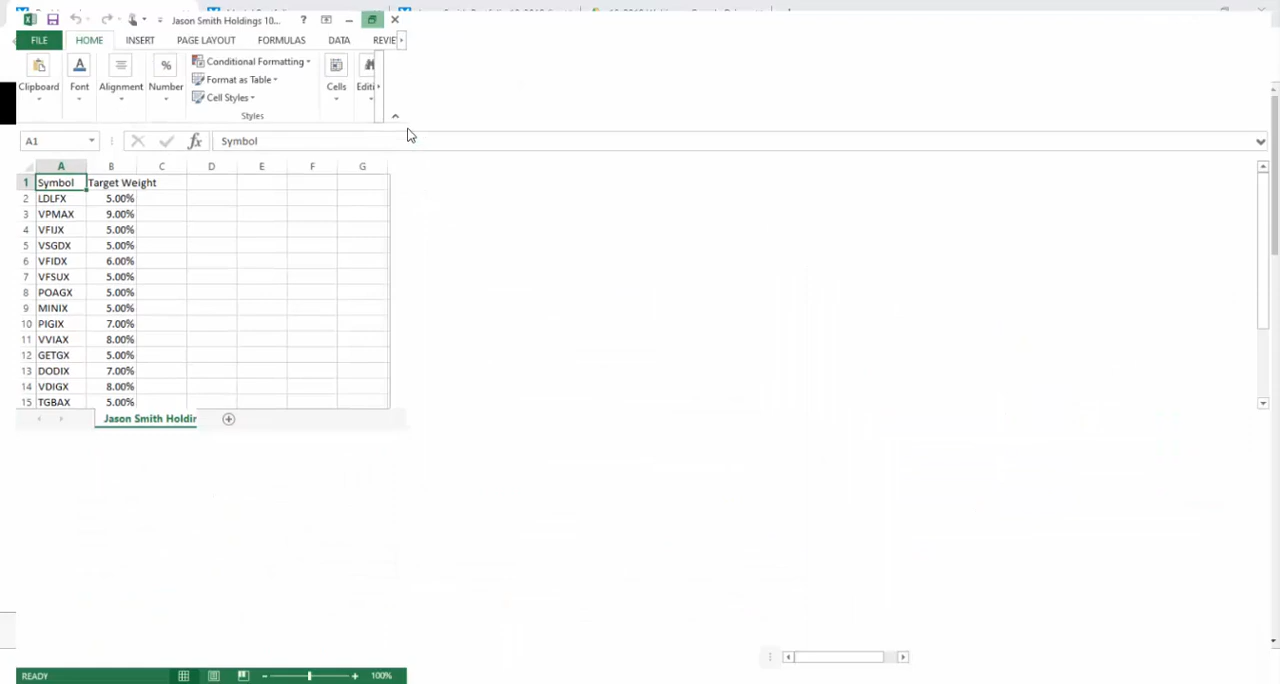 Jason Smith Holdings 10...
FILE HOME INSERT PAGE LAYOUT FORMULAS DATA REVIE
Clipboard Font Alignment Number Conditional Formatting Format as Table Cell Styles Cells Editi
Styles
A1 fx Symbol
A B C D E F G
1 Symbol Target Weight
2 LDLFX 5.00%
3 VPMAX 9.00%
4 VFIJX 5.00%
5 VSGDX 5.00%
6 VFIDX 6.00%
7 VFSUX 5.00%
8 POAGX 5.00%
9 MINIX 5.00%
10 PIGIX 7.00%
11 VVIAX 8.00%
12 GETGX 5.00%
13 DODIX 7.00%
14 VDIGX 8.00%
15 TGBAX 5.00%
Jason Smith Holdin
READY 100%